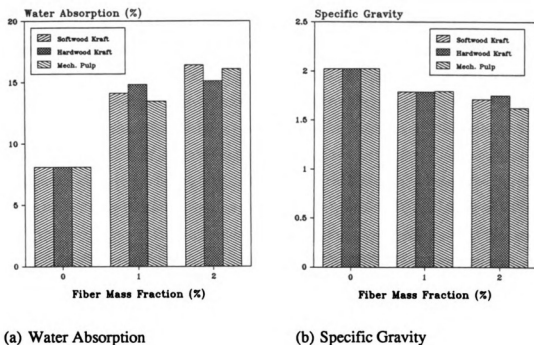 Water Absorption (%)
20
15
10
5
0
Softwood Kraft
Hardwood Kraft
Mech. Pulp
0 1 2
Fiber Mass Fraction (%)
(a) Water Absorption
Specific Gravity
2.5
2
1.5
1
0.5
0
Softwood Kraft
Hardwood Kraft
Mech. Pulp
0 1 2
Fiber Mass Fraction (%)
(b) Specific Gravity